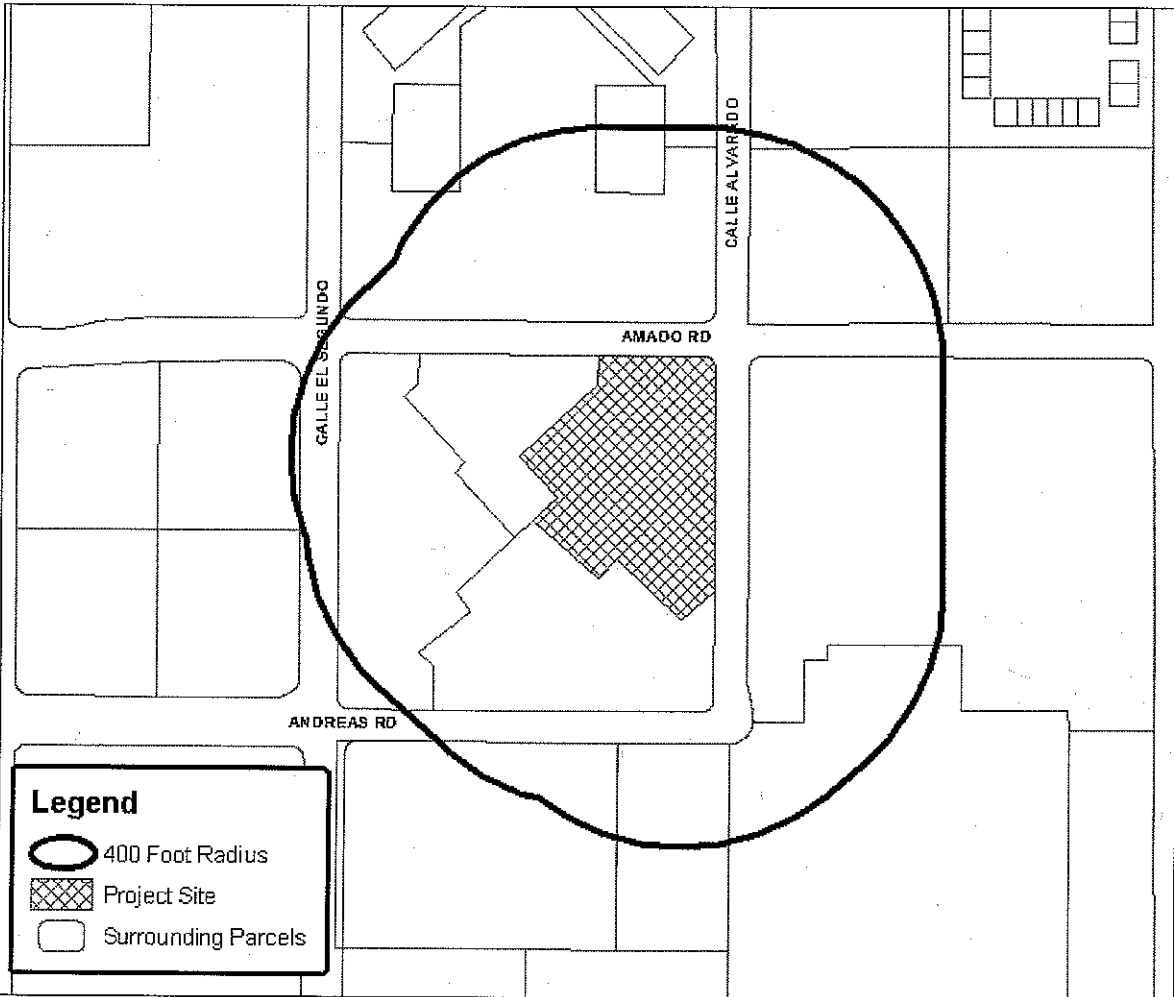 CALLE ALVARADO
CALLE EL SEGUNDO
AMADO RD
ANDREAS RD
Legend
400 Foot Radius
Project Site
Surrounding Parcels